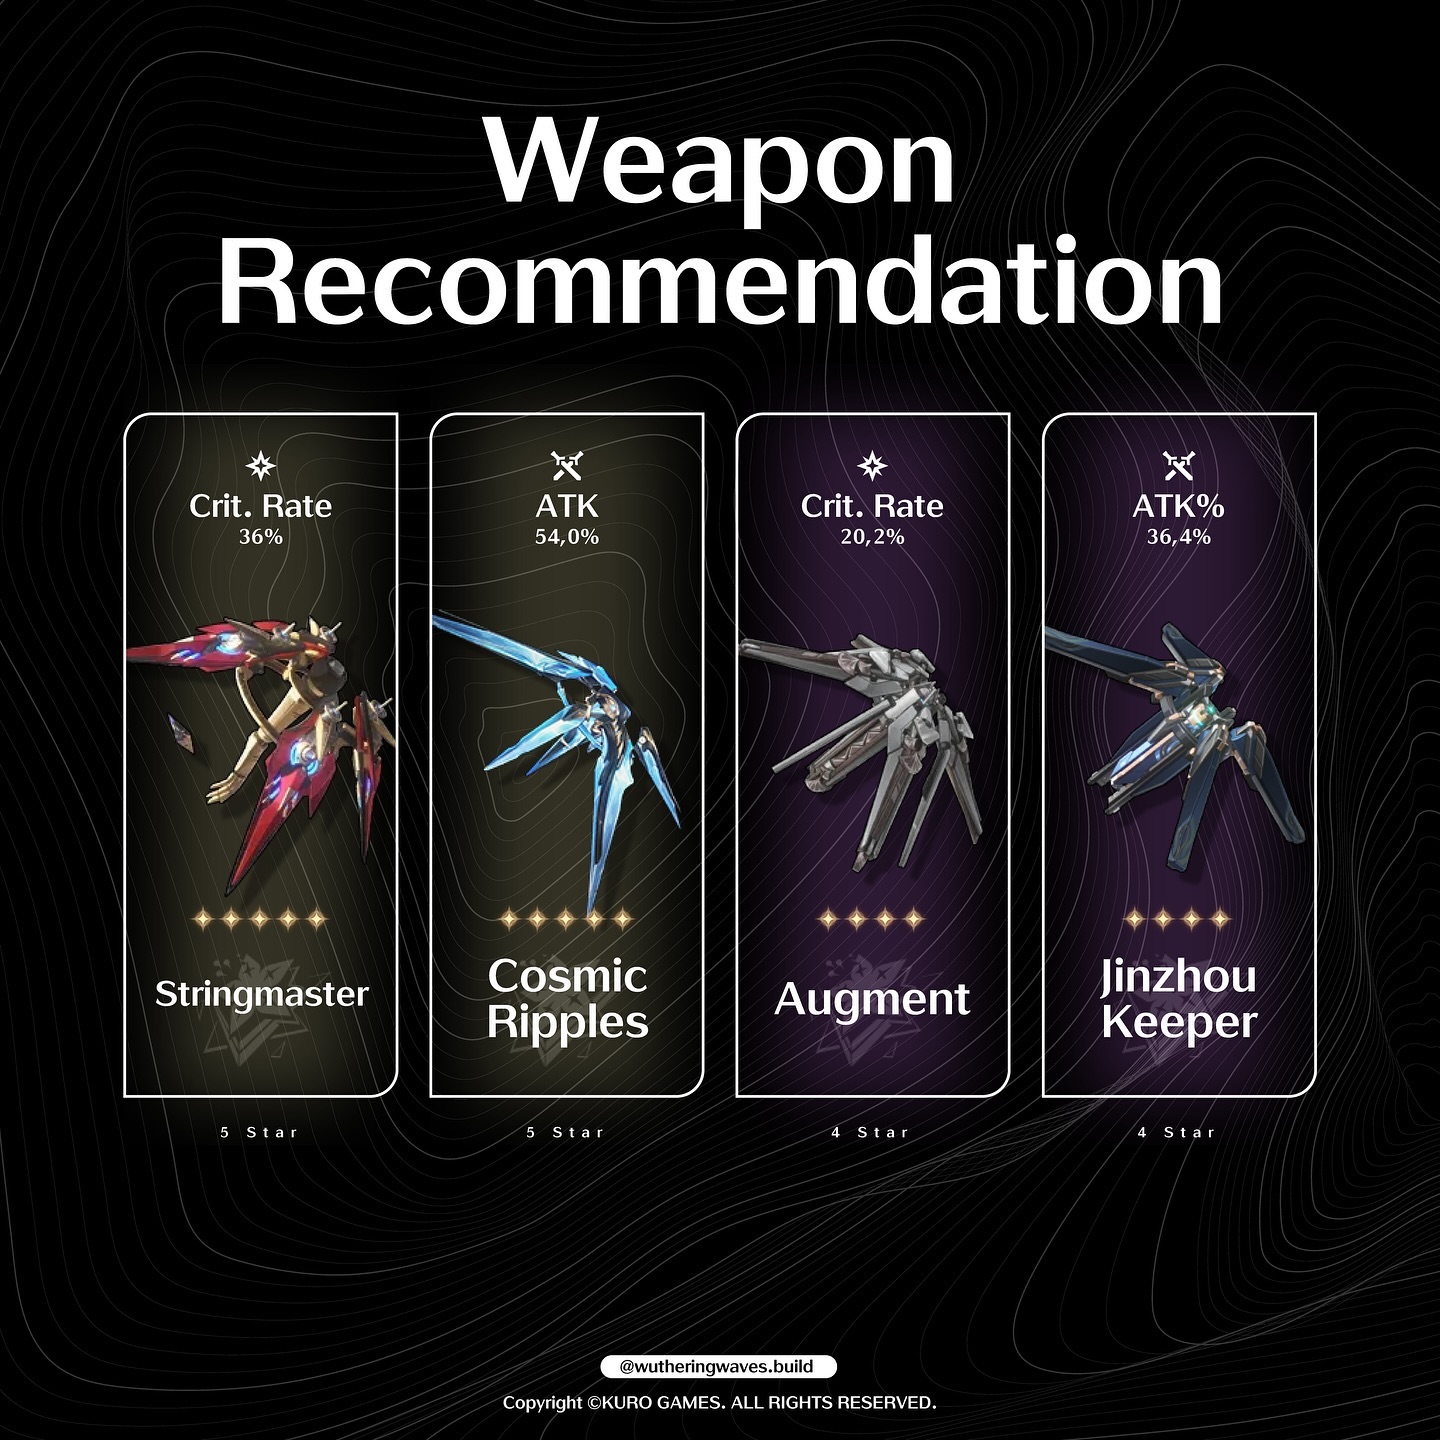 Weapon
Recommendation
Crit. Rate
36%
Stringmaster
5 Star
ATK
54,0%
Cosmic
Ripples
5 Star
Crit. Rate
20,2%
Augment
4 Star
ATK%
36,4%
Jinzhou
Keeper
4 Star
@wutheringwaves.build
Copyright ©KURO GAMES. ALL RIGHTS RESERVED.